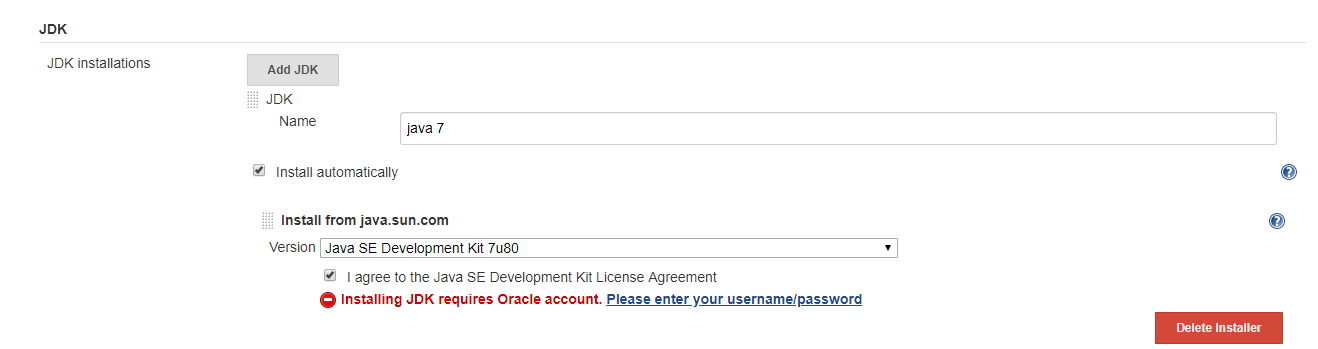 JDK
JDK installations
Add JDK
JDK
Name
java 7
Install automatically
?
Install from java.sun.com
?
Version Java SE Development Kit 7u80
I agree to the Java SE Development Kit License Agreement
Installing JDK requires Oracle account. Please enter your username/password
Delete Installer